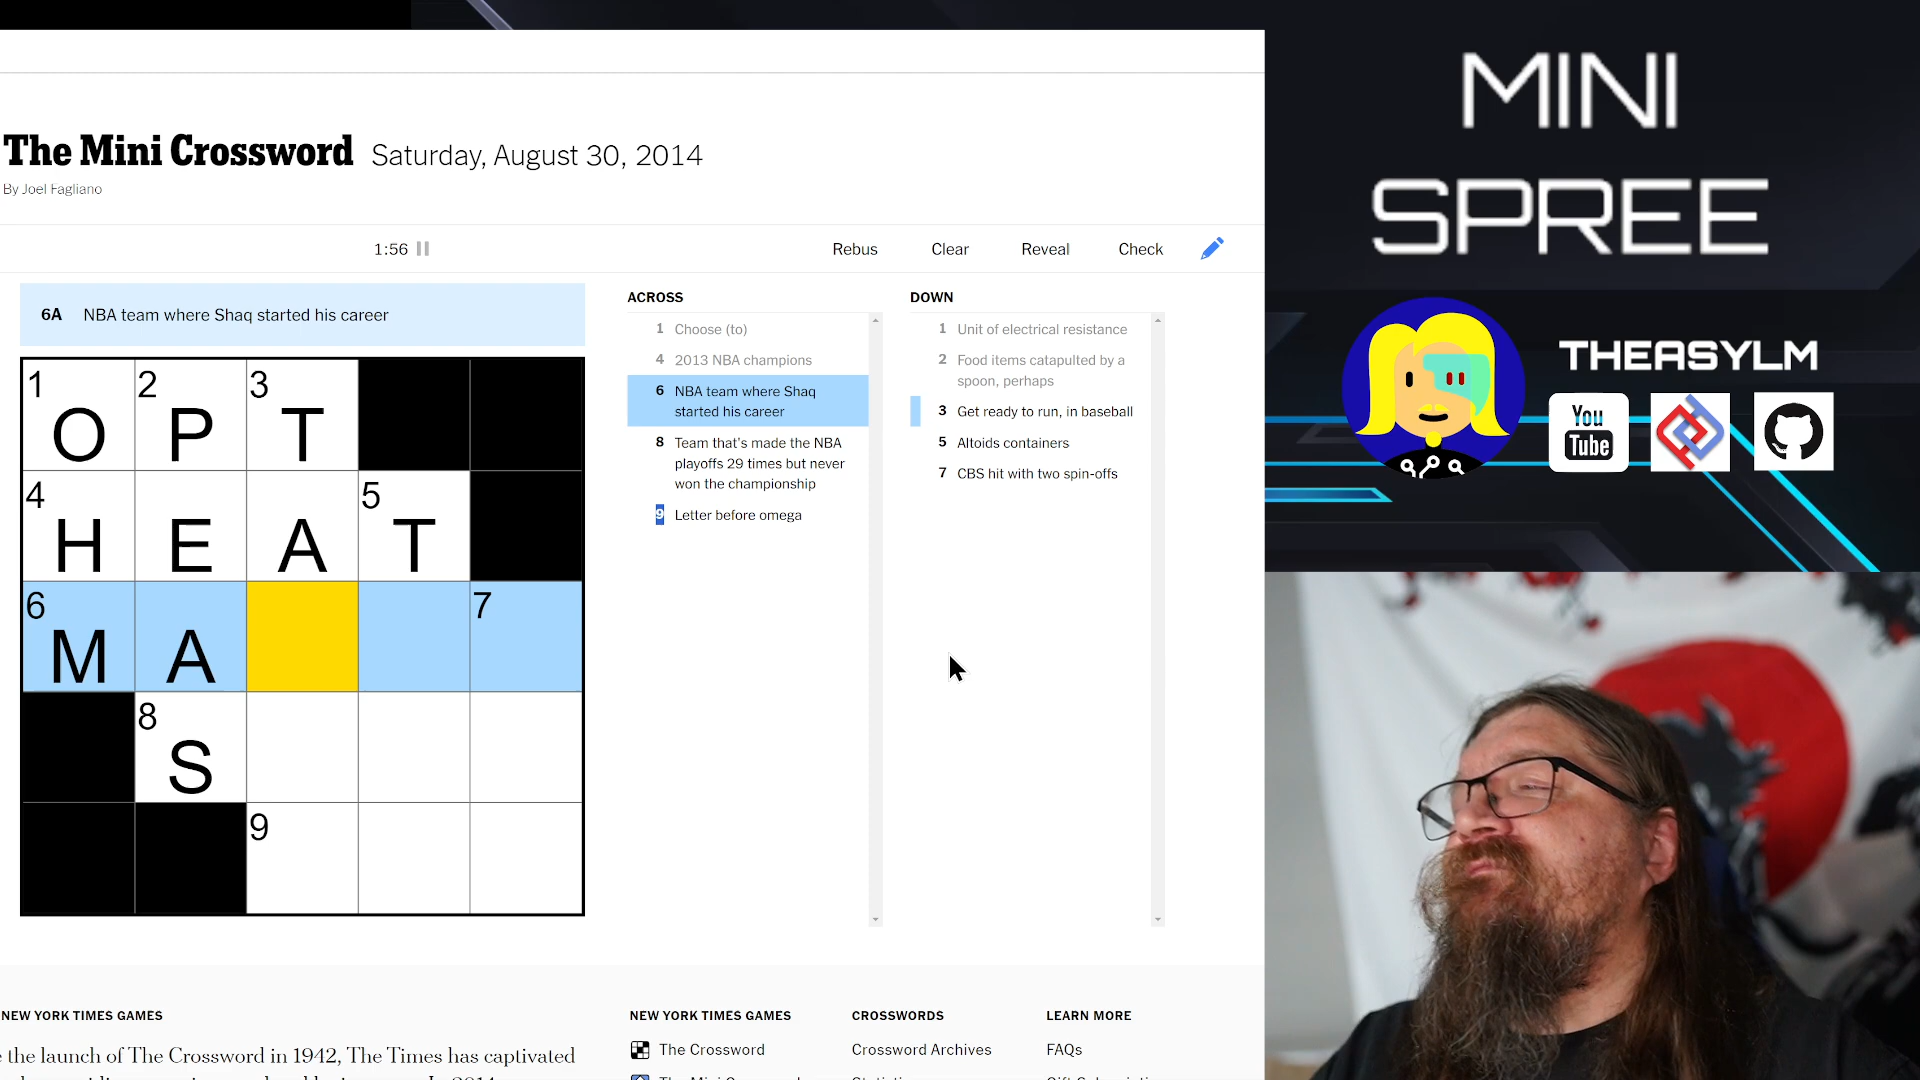 The Mini Crossword Saturday, August 30, 2014
By Joel Fagliano
1:56
Rebus
Clear
Reveal
Check
6A NBA team where Shaq started his career
1 O
2 P
3 T
4 H
E
A
5 T
6 M
A
7
8 S
9
ACROSS
1 Choose (to)
4 2013 NBA champions
6 NBA team where Shaq
started his career
8 Team that's made the NBA
playoffs 29 times but never
won the championship
9 Letter before omega
DOWN
1 Unit of electrical resistance
2 Food items catapulted by a
spoon, perhaps
3 Get ready to run, in baseball
5 Altoids containers
7 CBS hit with two spin-offs
MINI
SPREE
THEASYLM
You
Tube
NEW YORK TIMES GAMES
the launch of The Crossword in 1942, The Times has captivated
NEW YORK TIMES GAMES
The Crossword
CROSSWORDS
Crossword Archives
LEARN MORE
FAQs